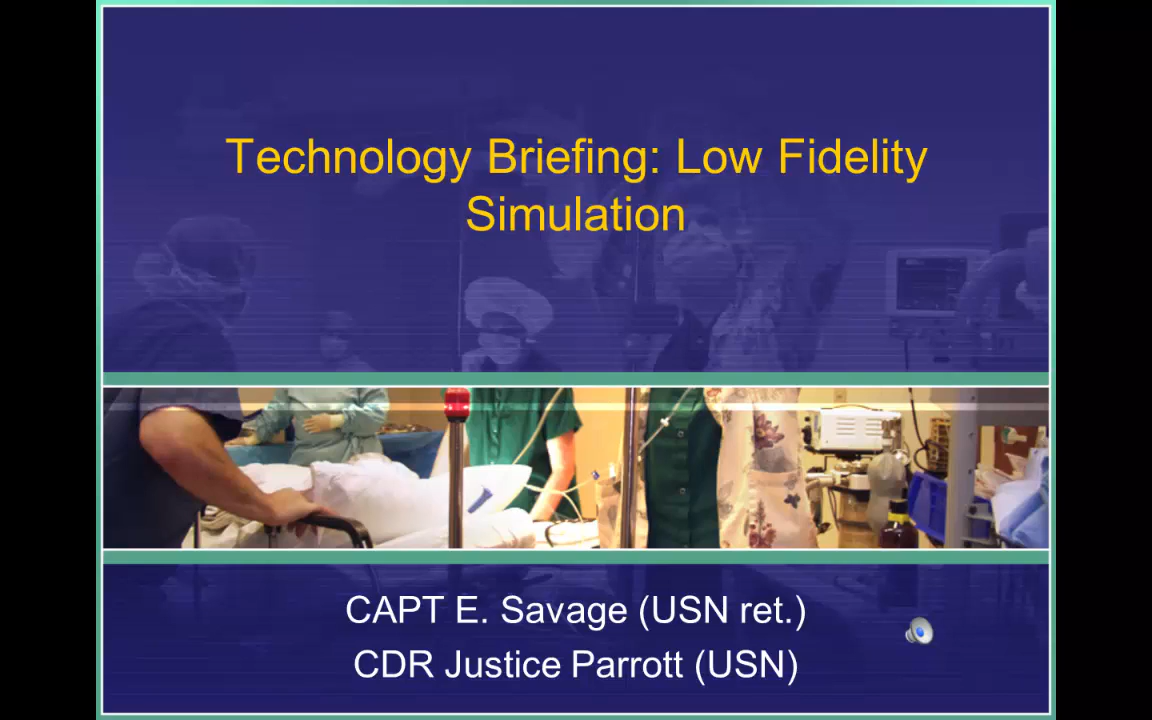 Technology Briefing: Low Fidelity
Simulation
CAPT E. Savage (USN ret.)
CDR Justice Parrott (USN)